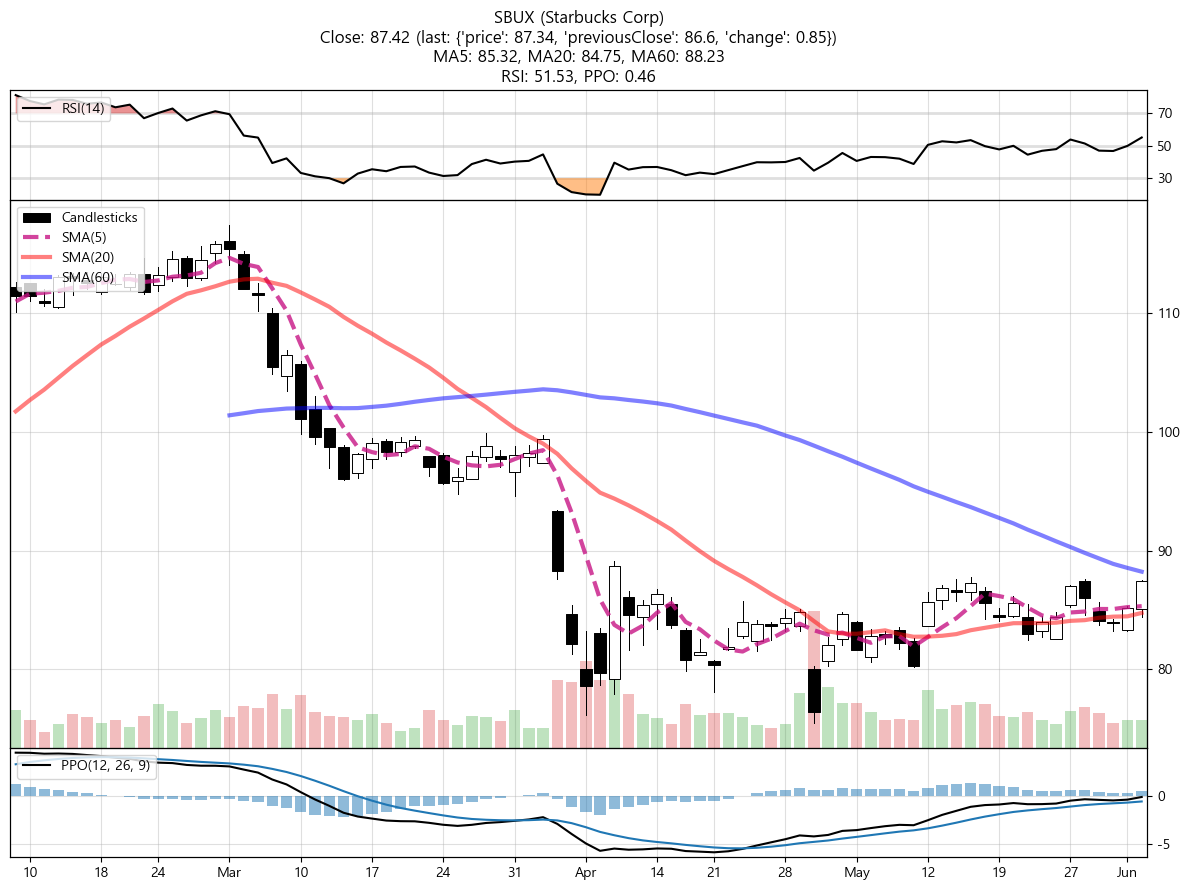 SBUX (Starbucks Corp)
Close: 87.42 (last: {'price': 87.34, 'previousClose': 86.6, 'change': 0.85})
MA5: 85.32, MA20: 84.75, MA60: 88.23
RSI: 51.53, PPO: 0.46
RSI(14)
70
50
30
Candlesticks
SMA(5)
SMA(20)
SMA(60)
110
100
90
80
PPO(12, 26, 9)
0
-5
10 18 24 Mar 10 17 24 31 Apr 14 21 28 May 12 19 27 Jun